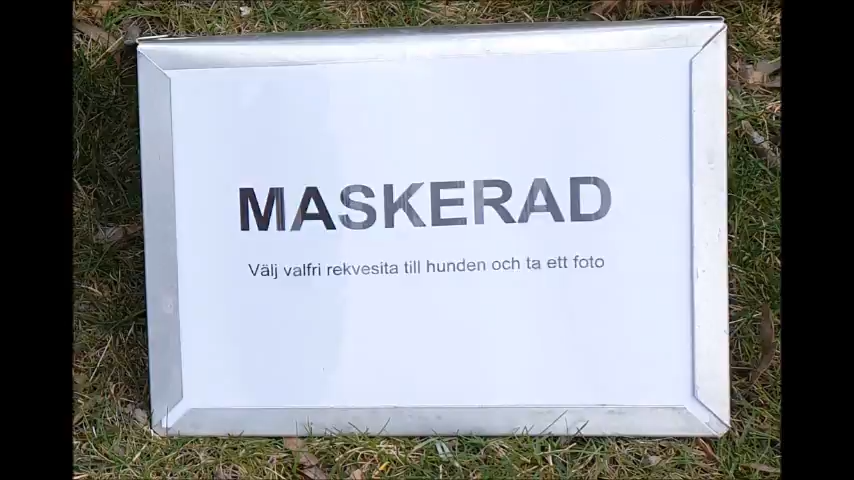 MASKERAD
Välj valfri rekvesita till hunden och ta ett foto